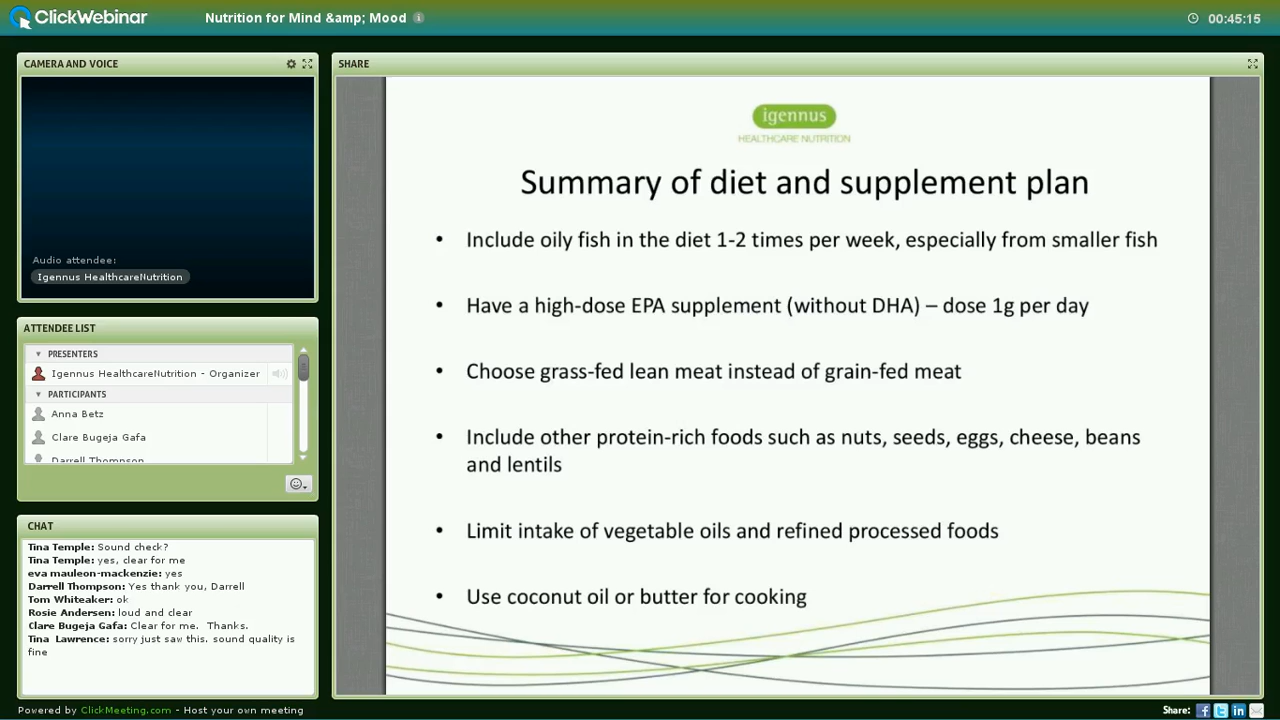 ClickWebinar
Nutrition for Mind &amp; Mood
00:45:15
CAMERA AND VOICE
Audio attendee:
Igennus HealthcareNutrition
ATTENDEE LIST
PRESENTERS
Igennus HealthcareNutrition - Organizer
PARTICIPANTS
Anna Betz
Clare Bugeja Gafa
Darrell Thompson
CHAT
Tina Temple: Sound check?
Tina Temple: yes, clear for me
eva mauleon-mackenzie: yes
Darrell Thompson: Yes thank you, Darrell
Tom Whiteaker: ok
Rosie Andersen: loud and clear
Clare Bugeja Gafa: Clear for me. Thanks.
Tina Lawrence: sorry just saw this. sound quality is
fine
SHARE
igennus
HEALTHCARE NUTRITION
Summary of diet and supplement plan
• Include oily fish in the diet 1-2 times per week, especially from smaller fish
• Have a high-dose EPA supplement (without DHA) – dose 1g per day
• Choose grass-fed lean meat instead of grain-fed meat
• Include other protein-rich foods such as nuts, seeds, eggs, cheese, beans
and lentils
• Limit intake of vegetable oils and refined processed foods
• Use coconut oil or butter for cooking
Powered by ClickMeeting.com - Host your own meeting
Share: